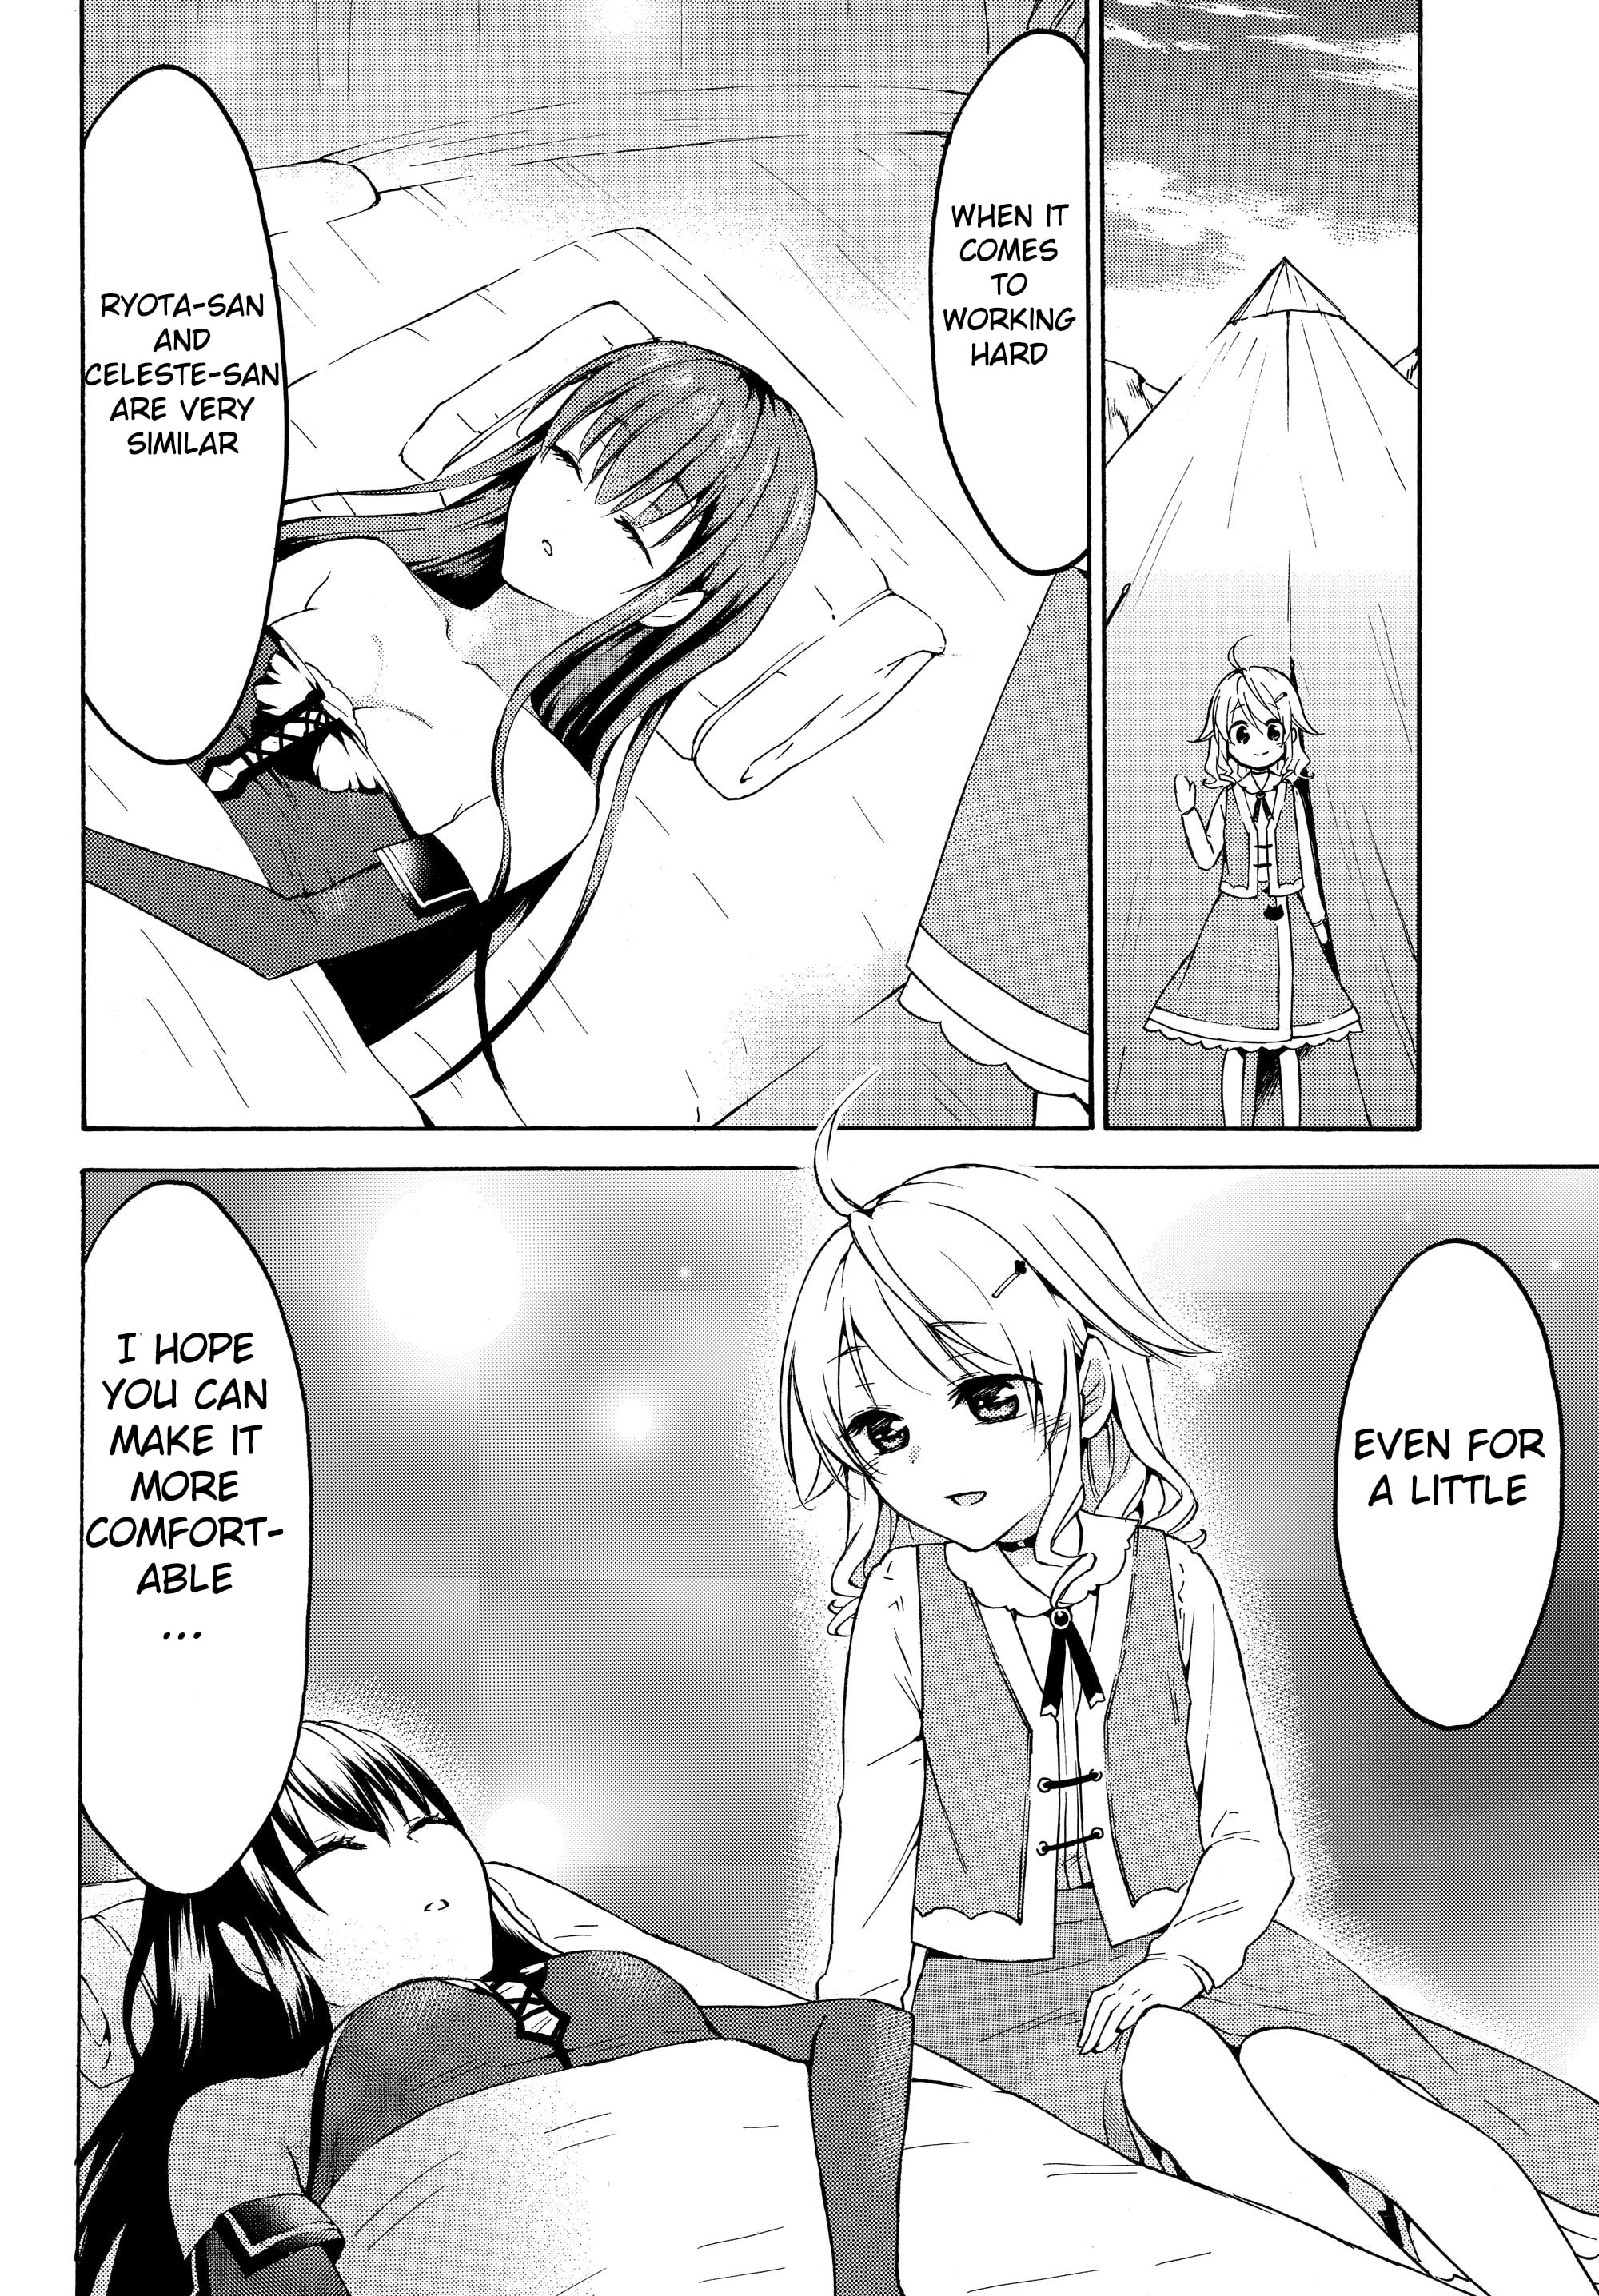 WHEN IT
COMES
TO
WORKING
HARD
RYOTA-SAN
AND
CELESTE-SAN
ARE VERY
SIMILAR
EVEN FOR
A LITTLE
I HOPE
YOU CAN
MAKE IT
MORE
COMFORT-
ABLE
...